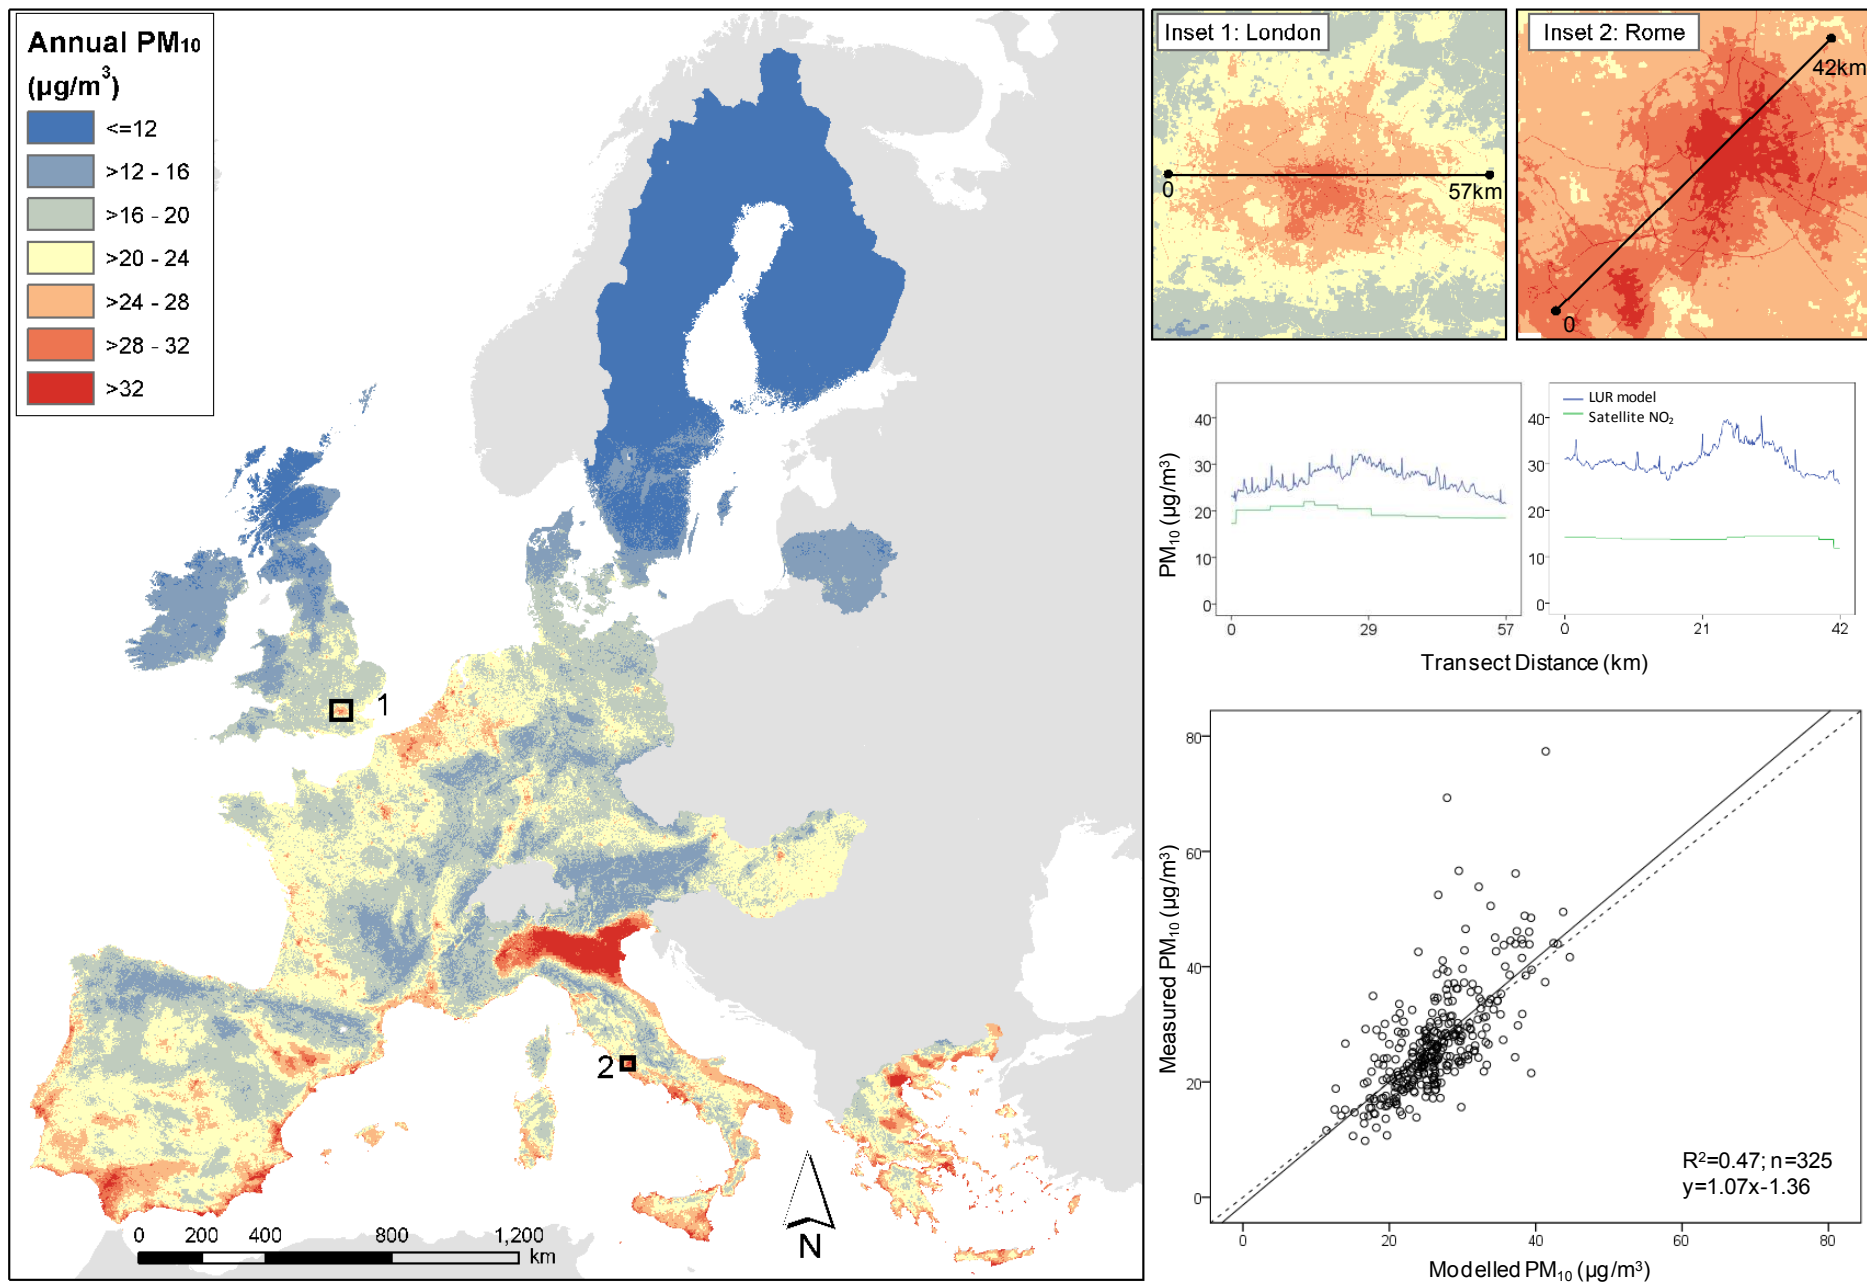 Annual PM10
(µg/m³)
<=12
>12 - 16
>16 - 20
>20 - 24
>24 - 28
>28 - 32
>32
1
2
0 200 400 800 1,200
km
N
Inset 1: London
0
57km
Inset 2: Rome
42km
0
PM10 (µg/m³)
40
30
20
10
0
0 29 57
LUR model
Satellite NO2
40
30
20
10
0
0 21 42
Transect Distance (km)
Measured PM10 (µg/m³)
80
60
40
20
0
R²=0.47; n=325
y=1.07x-1.36
0 20 40 60 80
Modelled PM10 (µg/m³)